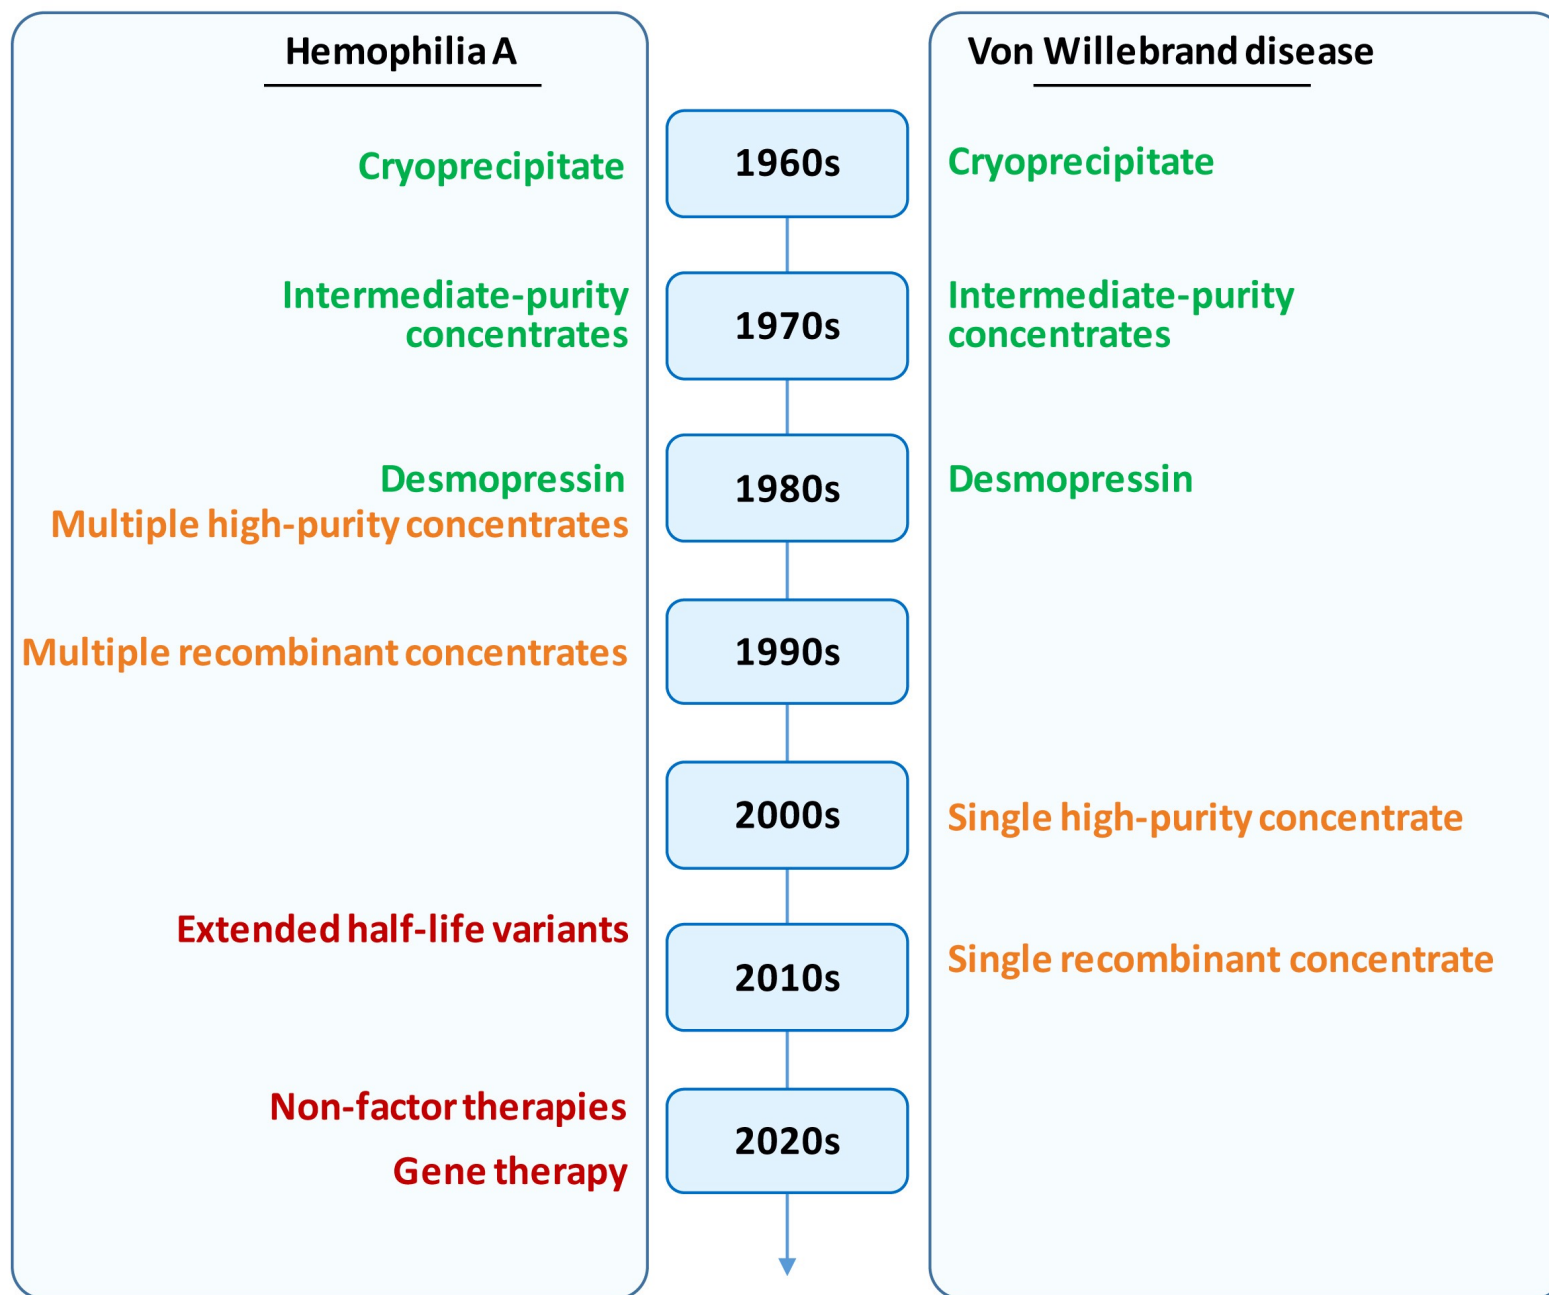 Hemophilia A
Von Willebrand disease
Cryoprecipitate
1960s
Cryoprecipitate
Intermediate-purity
concentrates
1970s
Intermediate-purity
concentrates
Desmopressin
Multiple high-purity concentrates
1980s
Desmopressin
Multiple recombinant concentrates
1990s
2000s
Single high-purity concentrate
Extended half-life variants
2010s
Single recombinant concentrate
Non-factor therapies
Gene therapy
2020s